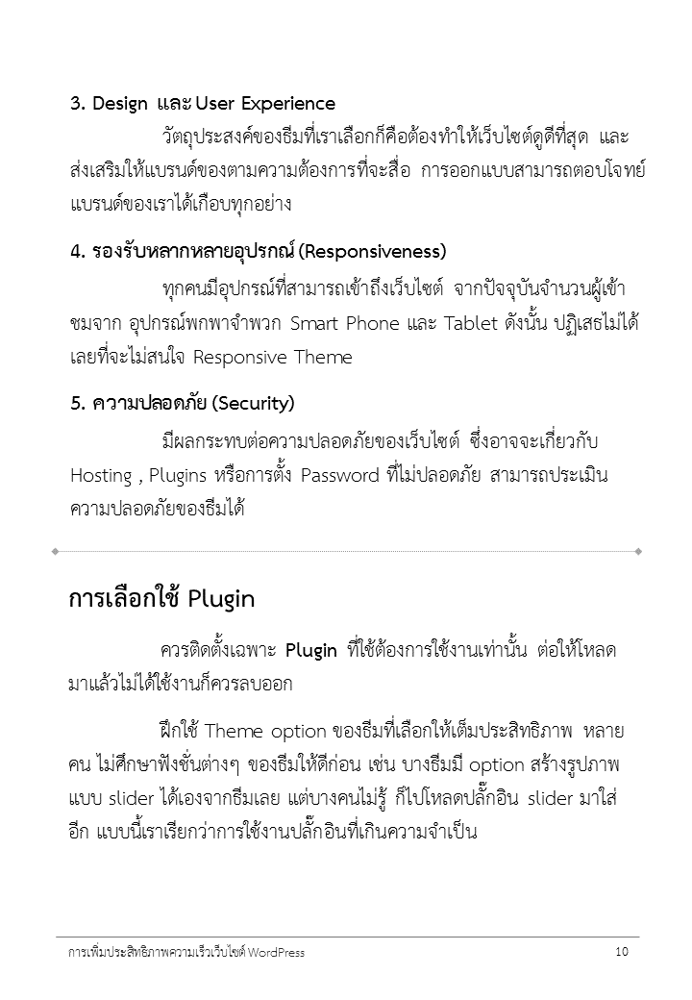 3. Design และ User Experience
วัตถุประสงค์ของธีมที่เราเลือกก็คือต้องทำให้เว็บไซต์ดูดีที่สุด และ
ส่งเสริมให้แบรนด์ของตามความต้องการที่จะสื่อ การออกแบบสามารถตอบโจทย์
แบรนด์ของเราได้เกือบทุกอย่าง
4. รองรับหลากหลายอุปรกณ์ (Responsiveness)
ทุกคนมีอุปกรณ์ที่สามารถเข้าถึงเว็บไซต์ จากปัจจุบันจำนวนผู้เข้า
ชมจาก อุปกรณ์พกพาจำพวก Smart Phone และ Tablet ดังนั้น ปฏิเสธไม่ได้
เลยที่จะไม่สนใจ Responsive Theme
5. ความปลอดภัย (Security)
มีผลกระทบต่อความปลอดภัยของเว็บไซต์ ซึ่งอาจจะเกี่ยวกับ
Hosting , Plugins หรือการตั้ง Password ที่ไม่ปลอดภัย สามารถประเมิน
ความปลอดภัยของธีมได้
การเลือกใช้ Plugin
ควรติดตั้งเฉพาะ Plugin ที่ใช้ต้องการใช้งานเท่านั้น ต่อให้โหลด
มาแล้วไม่ได้ใช้งานก็ควรลบออก
ฝึกใช้ Theme option ของธีมที่เลือกให้เต็มประสิทธิภาพ หลาย
คน ไม่ศึกษาฟังชั่นต่างๆ ของธีมให้ดีก่อน เช่น บางธีมมี option สร้างรูปภาพ
แบบ slider ได้เองจากธีมเลย แต่บางคนไม่รู้ ก็ไปโหลดปลั๊กอิน slider มาใส่
อีก แบบนี้เราเรียกว่าการใช้งานปลั๊กอินที่เกินความจำเป็น
การเพิ่มประสิทธิภาพความเร็วเว็บไซต์ WordPress 10